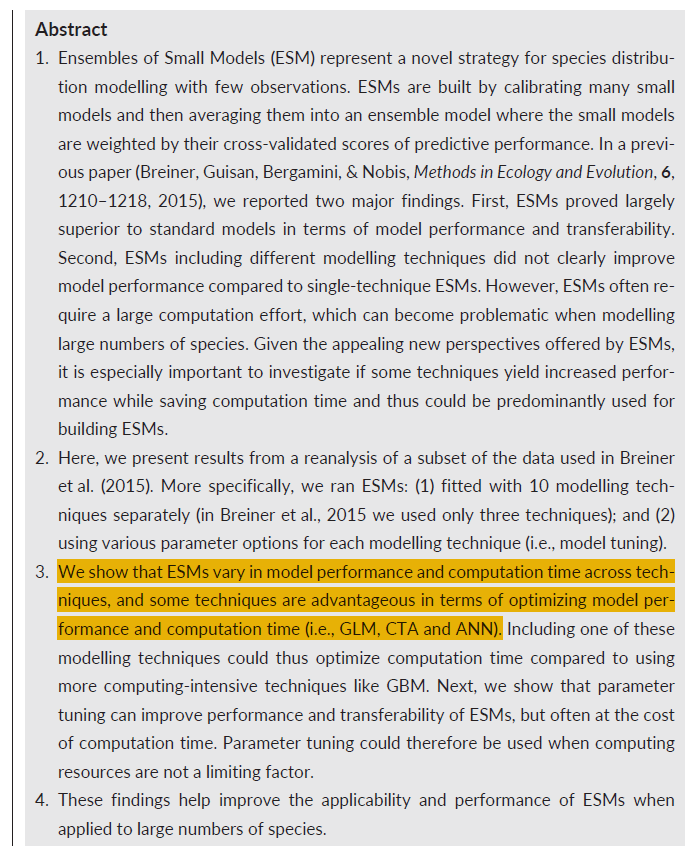 Abstract
1. Ensembles of Small Models (ESM) represent a novel strategy for species distribu-
tion modelling with few observations. ESMs are built by calibrating many small
models and then averaging them into an ensemble model where the small models
are weighted by their cross-validated scores of predictive performance. In a previ-
ous paper (Breiner, Guisan, Bergamini, & Nobis, Methods in Ecology and Evolution, 6,
1210–1218, 2015), we reported two major findings. First, ESMs proved largely
superior to standard models in terms of model performance and transferability.
Second, ESMs including different modelling techniques did not clearly improve
model performance compared to single-technique ESMs. However, ESMs often re-
quire a large computation effort, which can become problematic when modelling
large numbers of species. Given the appealing new perspectives offered by ESMs,
it is especially important to investigate if some techniques yield increased perfor-
mance while saving computation time and thus could be predominantly used for
building ESMs.
2. Here, we present results from a reanalysis of a subset of the data used in Breiner
et al. (2015). More specifically, we ran ESMs: (1) fitted with 10 modelling tech-
niques separately (in Breiner et al., 2015 we used only three techniques); and (2)
using various parameter options for each modelling technique (i.e., model tuning).
3. We show that ESMs vary in model performance and computation time across tech-
niques, and some techniques are advantageous in terms of optimizing model per-
formance and computation time (i.e., GLM, CTA and ANN). Including one of these
modelling techniques could thus optimize computation time compared to using
more computing-intensive techniques like GBM. Next, we show that parameter
tuning can improve performance and transferability of ESMs, but often at the cost
of computation time. Parameter tuning could therefore be used when computing
resources are not a limiting factor.
4. These findings help improve the applicability and performance of ESMs when
applied to large numbers of species.